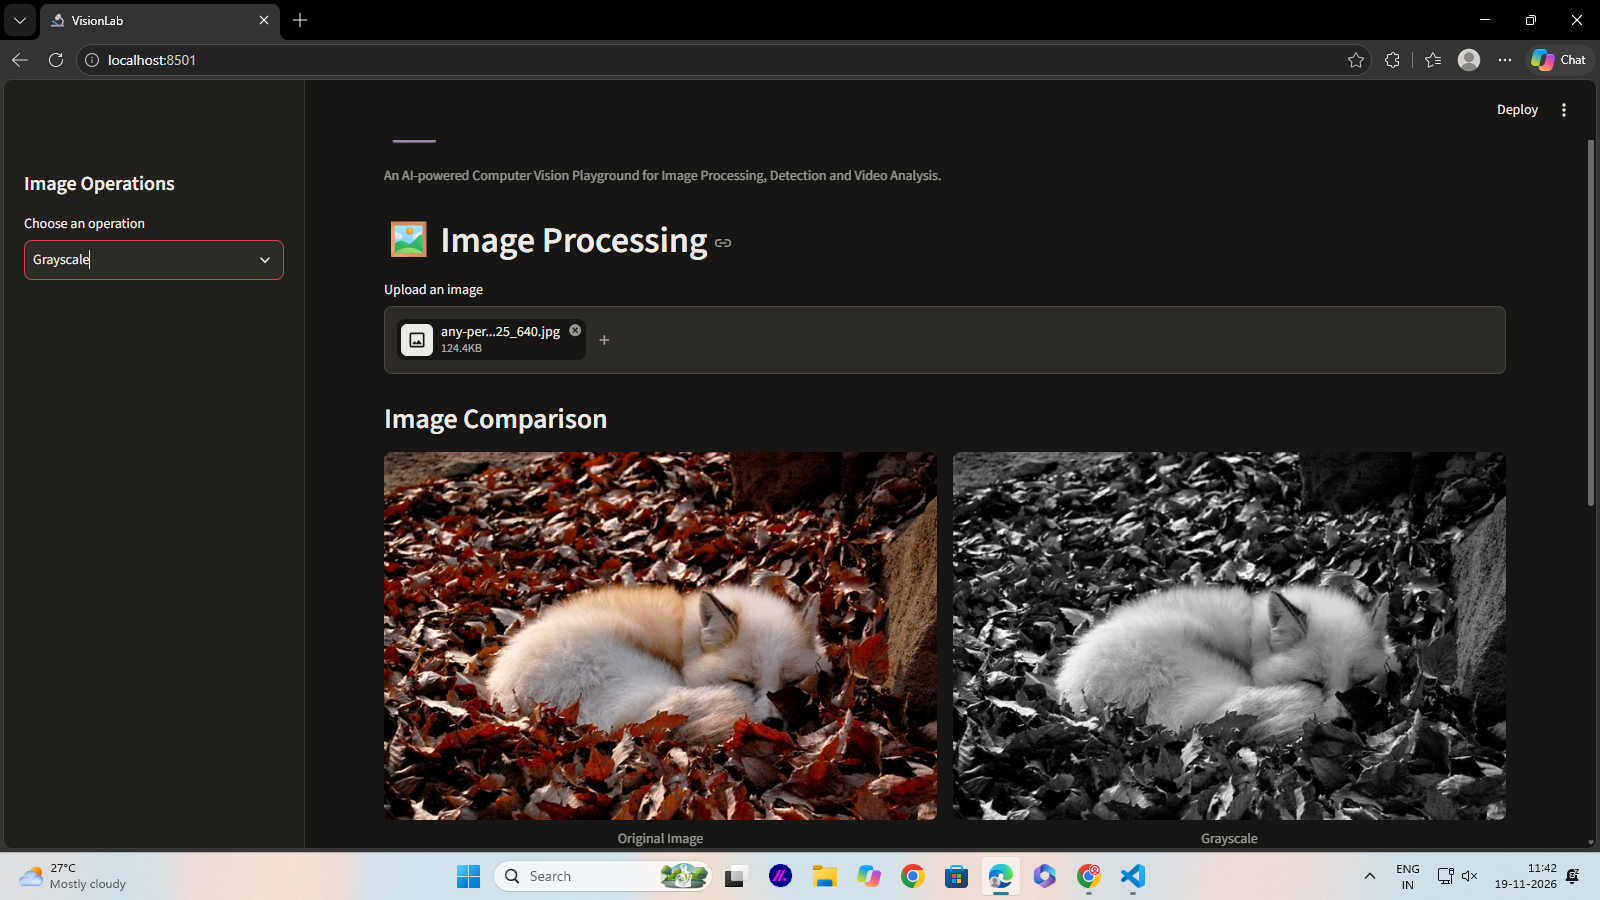 VisionLab
localhost:8501
Chat
Deploy
Image Operations
Choose an operation
Grayscale
An AI-powered Computer Vision Playground for Image Processing, Detection and Video Analysis.
Image Processing
Upload an image
any-per...25_640.jpg
124.4KB
Image Comparison
Original Image
Grayscale
27°C
Mostly cloudy
Search
ENG
IN
11:42
19-11-2026